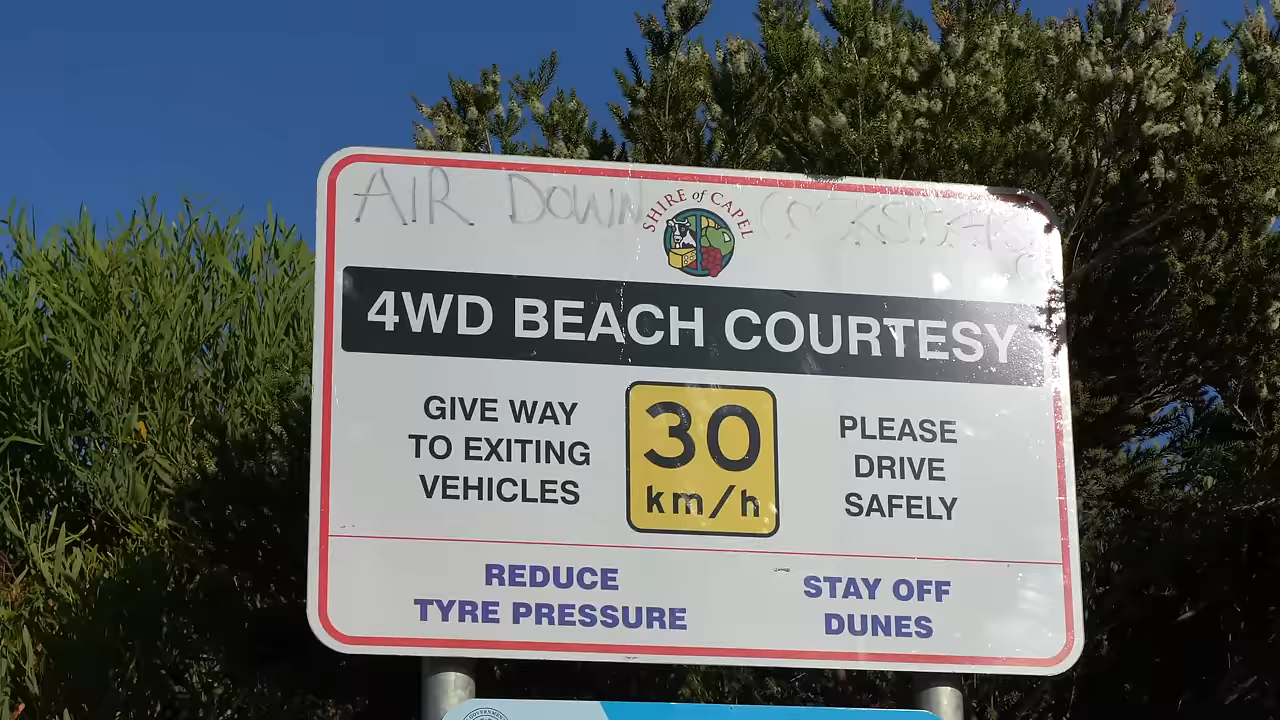 AIR DOWN
SHIRE of CAPEL
4WD BEACH COURTESY
GIVE WAY
TO EXITING
VEHICLES
30
km/h
PLEASE
DRIVE
SAFELY
REDUCE
TYRE PRESSURE
STAY OFF
DUNES